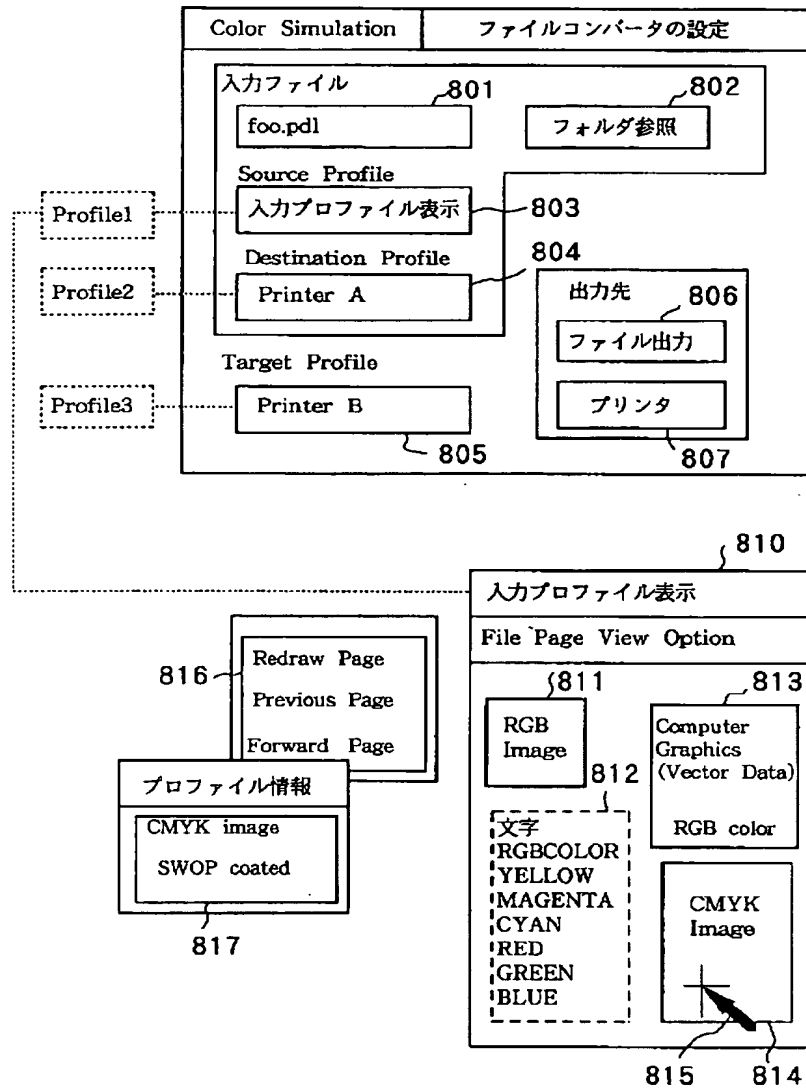 Color Simulation
ファイルコンバータの設定
入力ファイル
801
802
foo.pdl
フォルダ参照
Source Profile
Profile1
入力プロファイル表示
803
Destination Profile
804
Profile2
Printer A
出力先
806
ファイル出力
Target Profile
Profile3
Printer B
プリンタ
805
807
810
入力プロファイル表示
File Page View Option
816
Redraw Page
Previous Page
Forward Page
811
813
RGB
Image
Computer
Graphics
(Vector Data)
RGB color
812
プロファイル情報
CMYK image
SWOP coated
817
文字
RGBCOLOR
YELLOW
MAGENTA
CYAN
RED
GREEN
BLUE
CMYK
Image
815
814